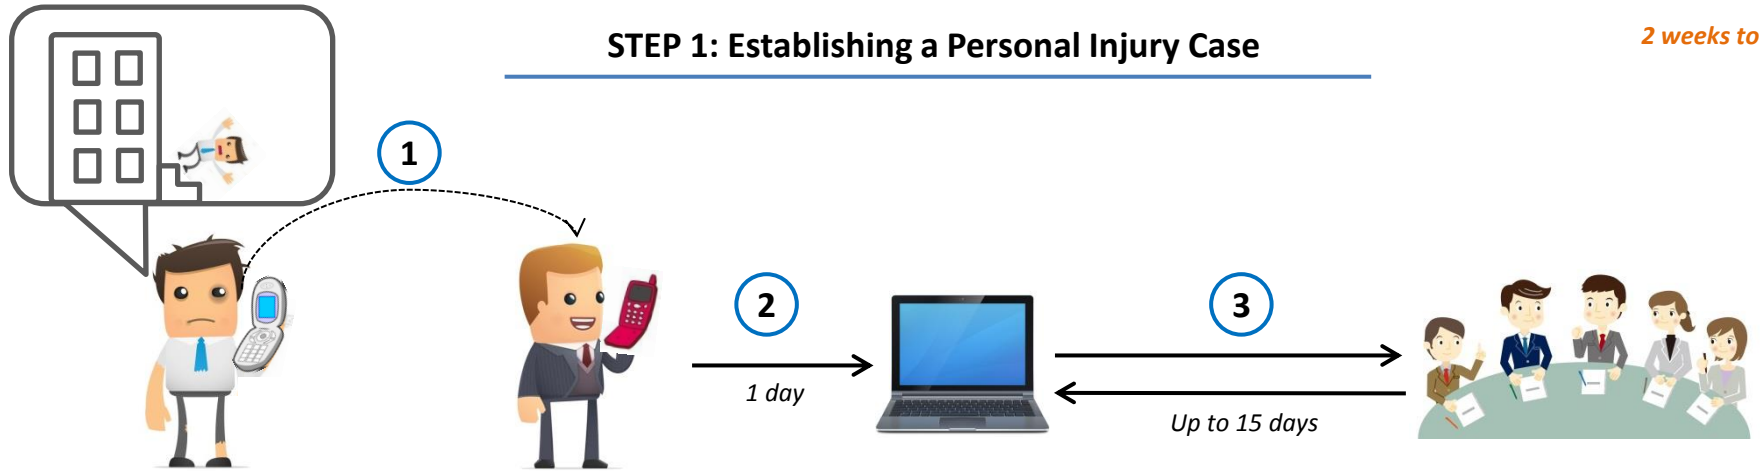 STEP 1: Establishing a Personal Injury Case
2 weeks to
1
2
3
1 day
Up to 15 days